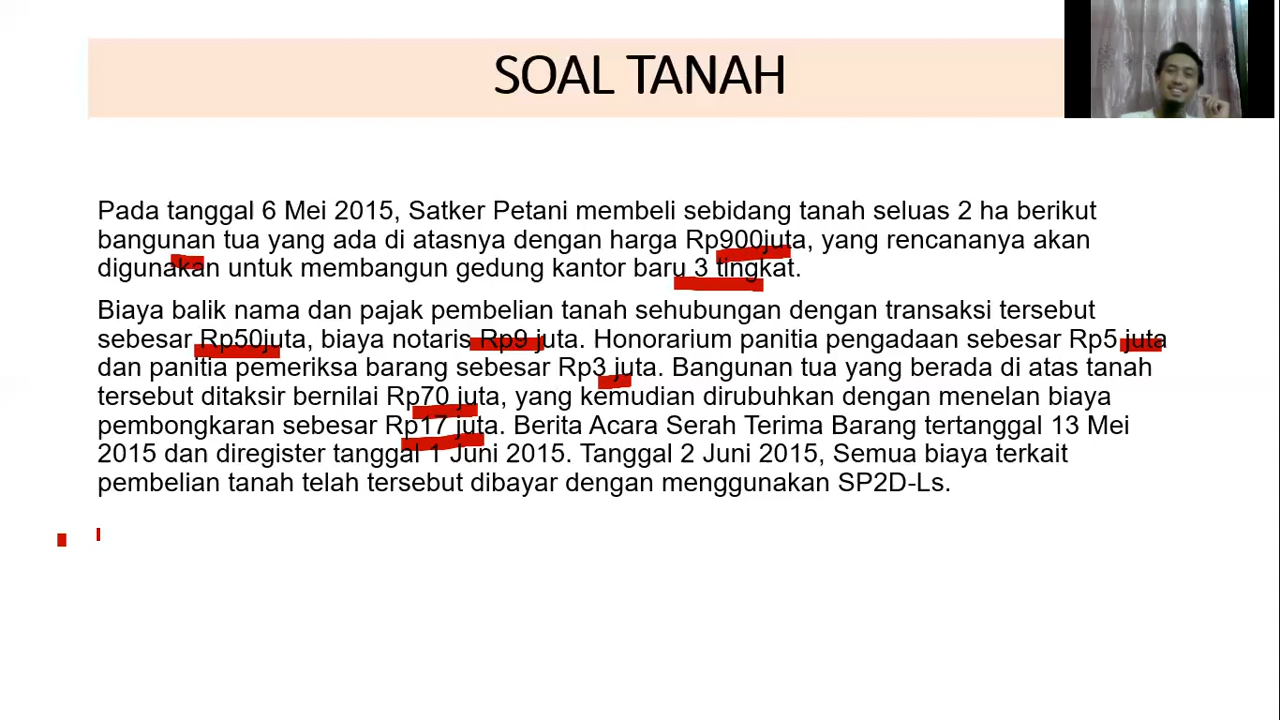 SOAL TANAH
Pada tanggal 6 Mei 2015, Satker Petani membeli sebidang tanah seluas 2 ha berikut
bangunan tua yang ada di atasnya dengan harga Rp900juta, yang rencananya akan
digunakan untuk membangun gedung kantor baru 3 tingkat.
Biaya balik nama dan pajak pembelian tanah sehubungan dengan transaksi tersebut
sebesar Rp50juta, biaya notaris Rp9 juta. Honorarium panitia pengadaan sebesar Rp5 juta
dan panitia pemeriksa barang sebesar Rp3 juta. Bangunan tua yang berada di atas tanah
tersebut ditaksir bernilai Rp70 juta, yang kemudian dirubuhkan dengan menelan biaya
pembongkaran sebesar Rp17 juta. Berita Acara Serah Terima Barang tertanggal 13 Mei
2015 dan diregister tanggal 1 Juni 2015. Tanggal 2 Juni 2015, Semua biaya terkait
pembelian tanah telah tersebut dibayar dengan menggunakan SP2D-Ls.